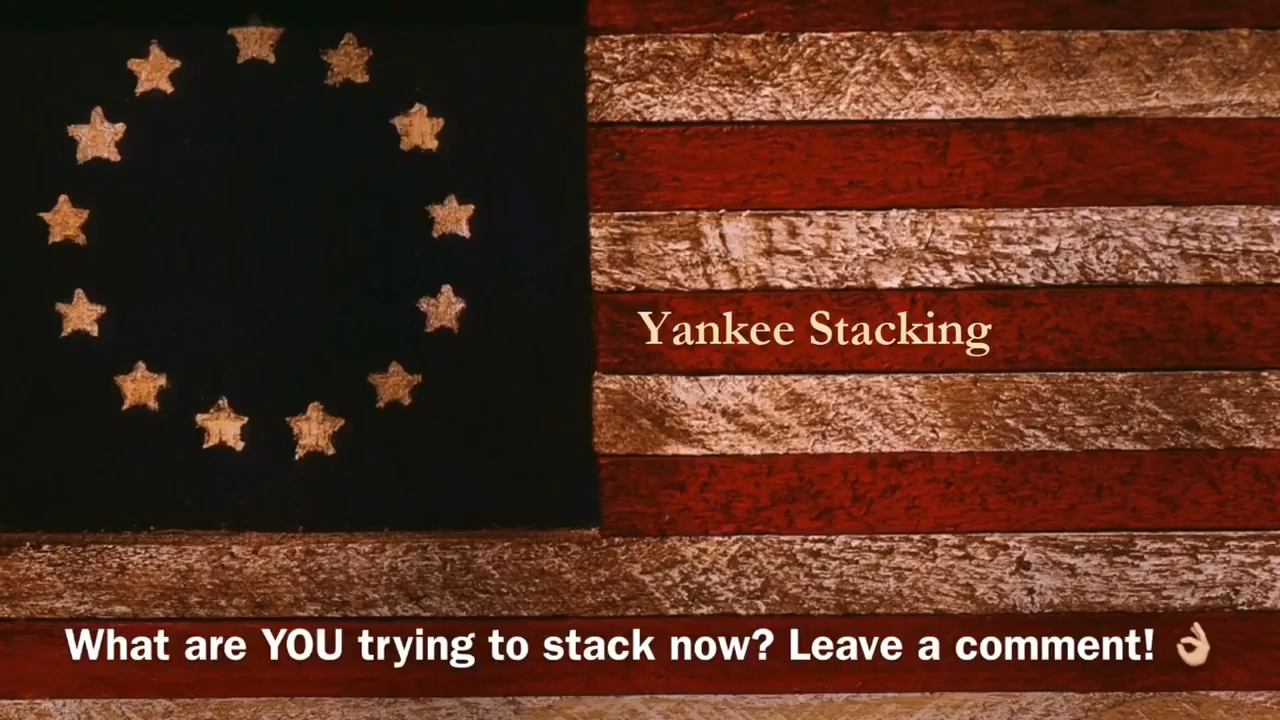 Yankee Stacking
What are YOU trying to stack now? Leave a comment! 👌🏼